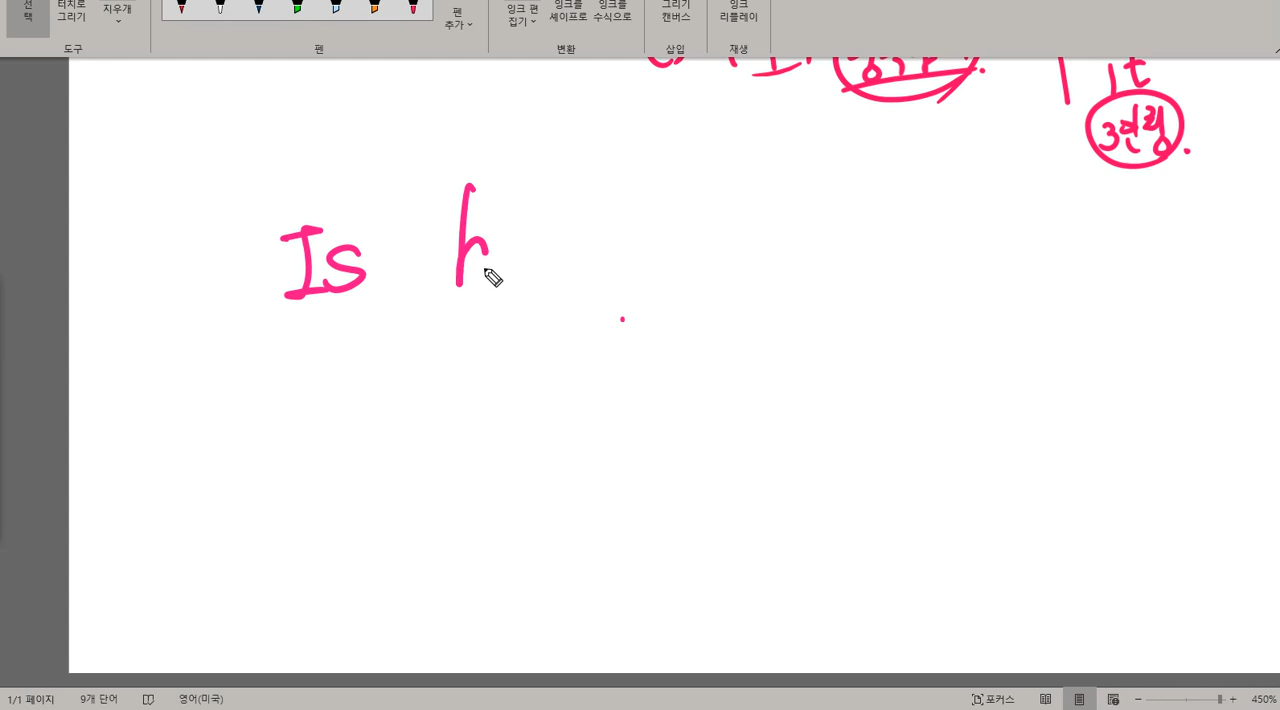 선택 터치로 그리기 지우개 펜 추가 잉크 편집기 잉크를 셰이프로 잉크를 수식으로 그리기 캔버스 잉크 리플레이
도구 펜 변환 삽입 재생
it
3인칭.
Is h
1/1 페이지 9개 단어 영어(미국) 포커스 450%